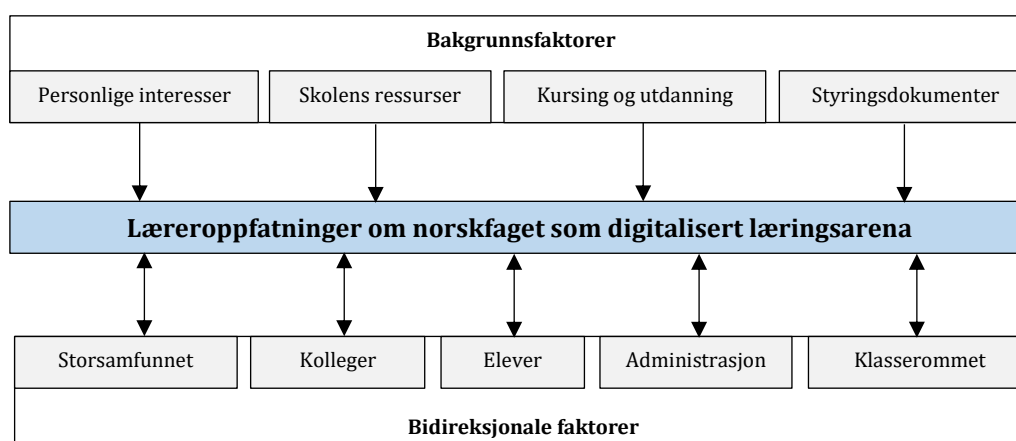 Bakgrunnsfaktorer
Personlige interesser
Skolens ressurser
Kursing og utdanning
Styringsdokumenter
Læreroppfatninger om norskfaget som digitalisert læringsarena
Storsamfunnet
Kolleger
Elever
Administrasjon
Klasserommet
Bidireksjonale faktorer